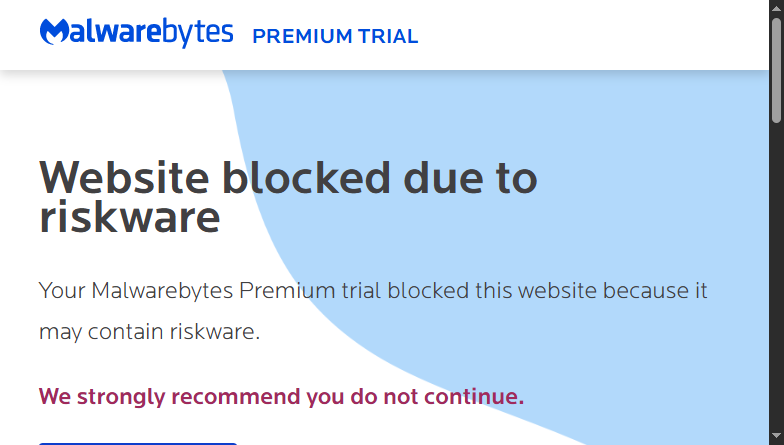 Malwarebytes PREMIUM TRIAL
Website blocked due to
riskware
Your Malwarebytes Premium trial blocked this website because it
may contain riskware.
We strongly recommend you do not continue.